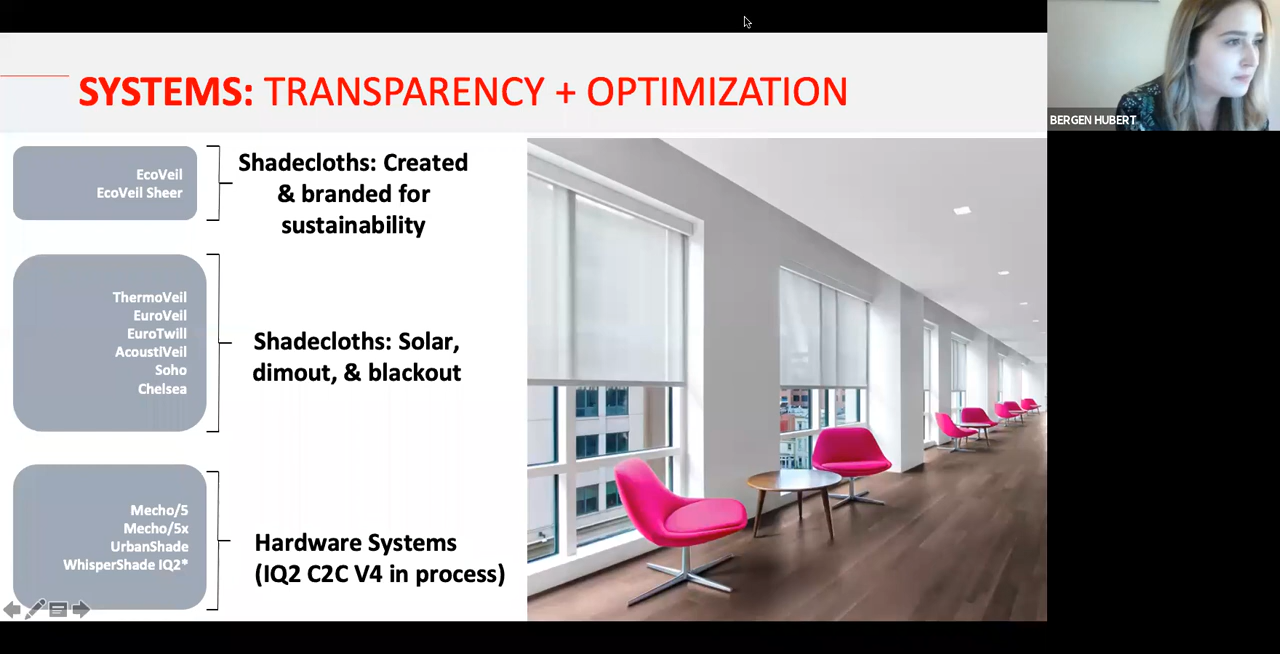 SYSTEMS: TRANSPARENCY + OPTIMIZATION
BERGEN HUBERT
EcoVeil
EcoVeil Sheer
Shadecloths: Created
& branded for
sustainability
ThermoVeil
EuroVeil
EuroTwill
AcoustiVeil
Soho
Chelsea
Shadecloths: Solar,
dimout, & blackout
Mecho/5
Mecho/5x
UrbanShade
WhisperShade IQ2*
Hardware Systems
(IQ2 C2C V4 in process)